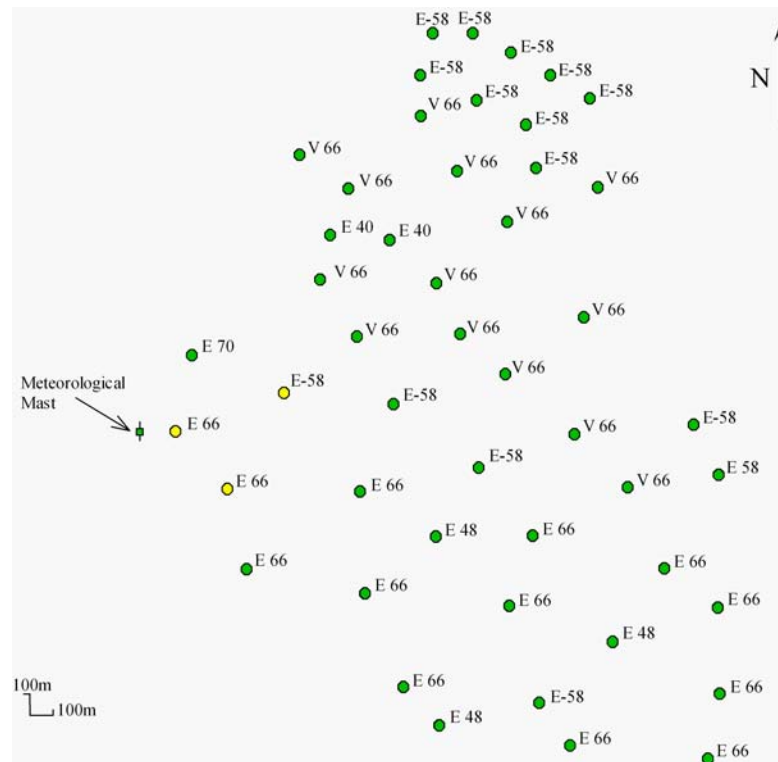 E-58 E-58
E-58
N
E-58 E-58
E-58 E-58
V 66
E-58
V 66
V 66 E-58
V 66 V 66
V 66
E 40 E 40
V 66 V 66
V 66
V 66 V 66
E 70
V 66
Meteorological
Mast
E-58
E-58
E 66
V 66
E-58
E-58
E 58
E 66
E 66
V 66
E 48
E 66
E 66
E 66
E 66
E 66
E 66
E 48
100m
100m
E 66
E-58
E 66
E 48
E 66